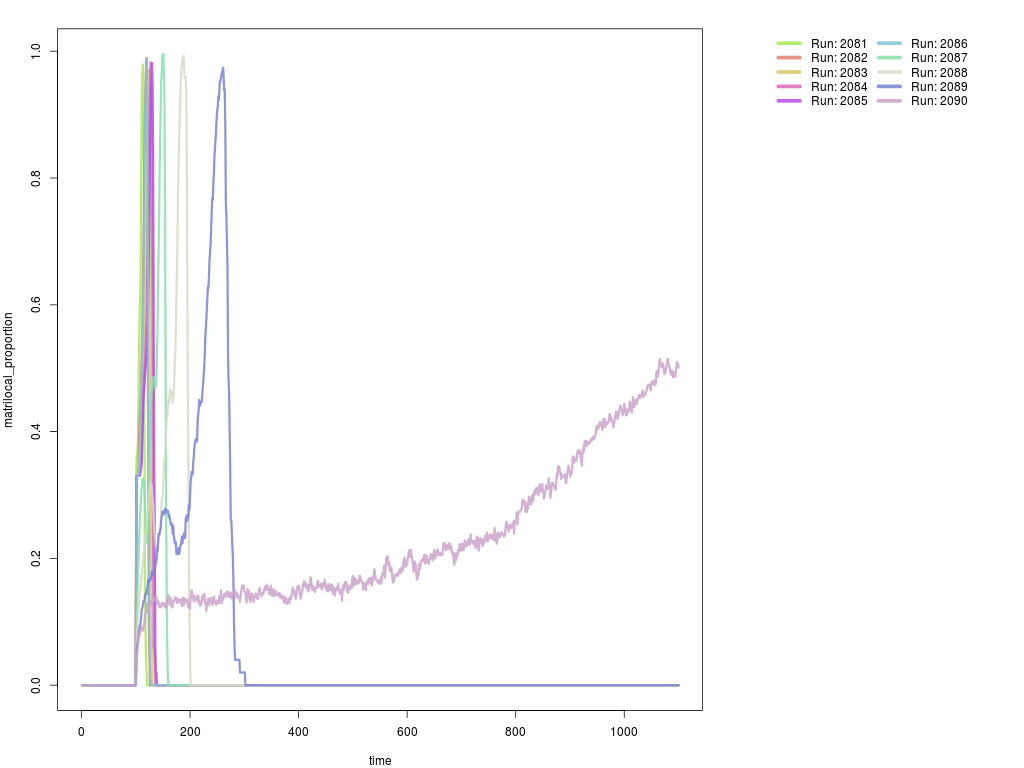 1.0
0.8
0.6
0.4
0.2
0.0
matrilocal_proportion
0 200 400 600 800 1000
time
Run: 2081 Run: 2086
Run: 2082 Run: 2087
Run: 2083 Run: 2088
Run: 2084 Run: 2089
Run: 2085 Run: 2090